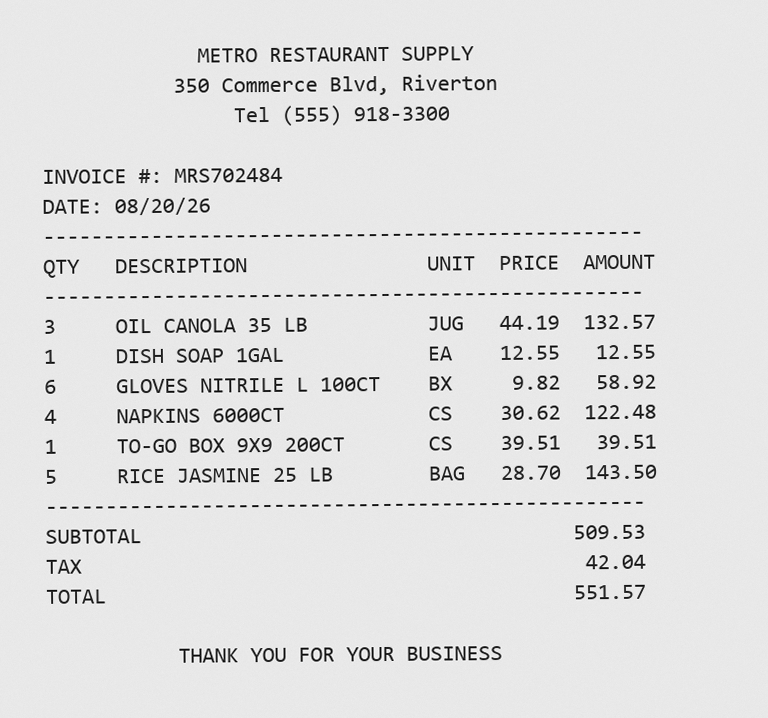 METRO RESTAURANT SUPPLY
350 Commerce Blvd, Riverton
Tel (555) 918-3300
INVOICE #: MRS702484
DATE: 08/20/26
--------------------------------------------------
QTY DESCRIPTION UNIT PRICE AMOUNT
--------------------------------------------------
3 OIL CANOLA 35 LB JUG 44.19 132.57
1 DISH SOAP 1GAL EA 12.55 12.55
6 GLOVES NITRILE L 100CT BX 9.82 58.92
4 NAPKINS 6000CT CS 30.62 122.48
1 TO-GO BOX 9X9 200CT CS 39.51 39.51
5 RICE JASMINE 25 LB BAG 28.70 143.50
--------------------------------------------------
SUBTOTAL 509.53
TAX 42.04
TOTAL 551.57
THANK YOU FOR YOUR BUSINESS